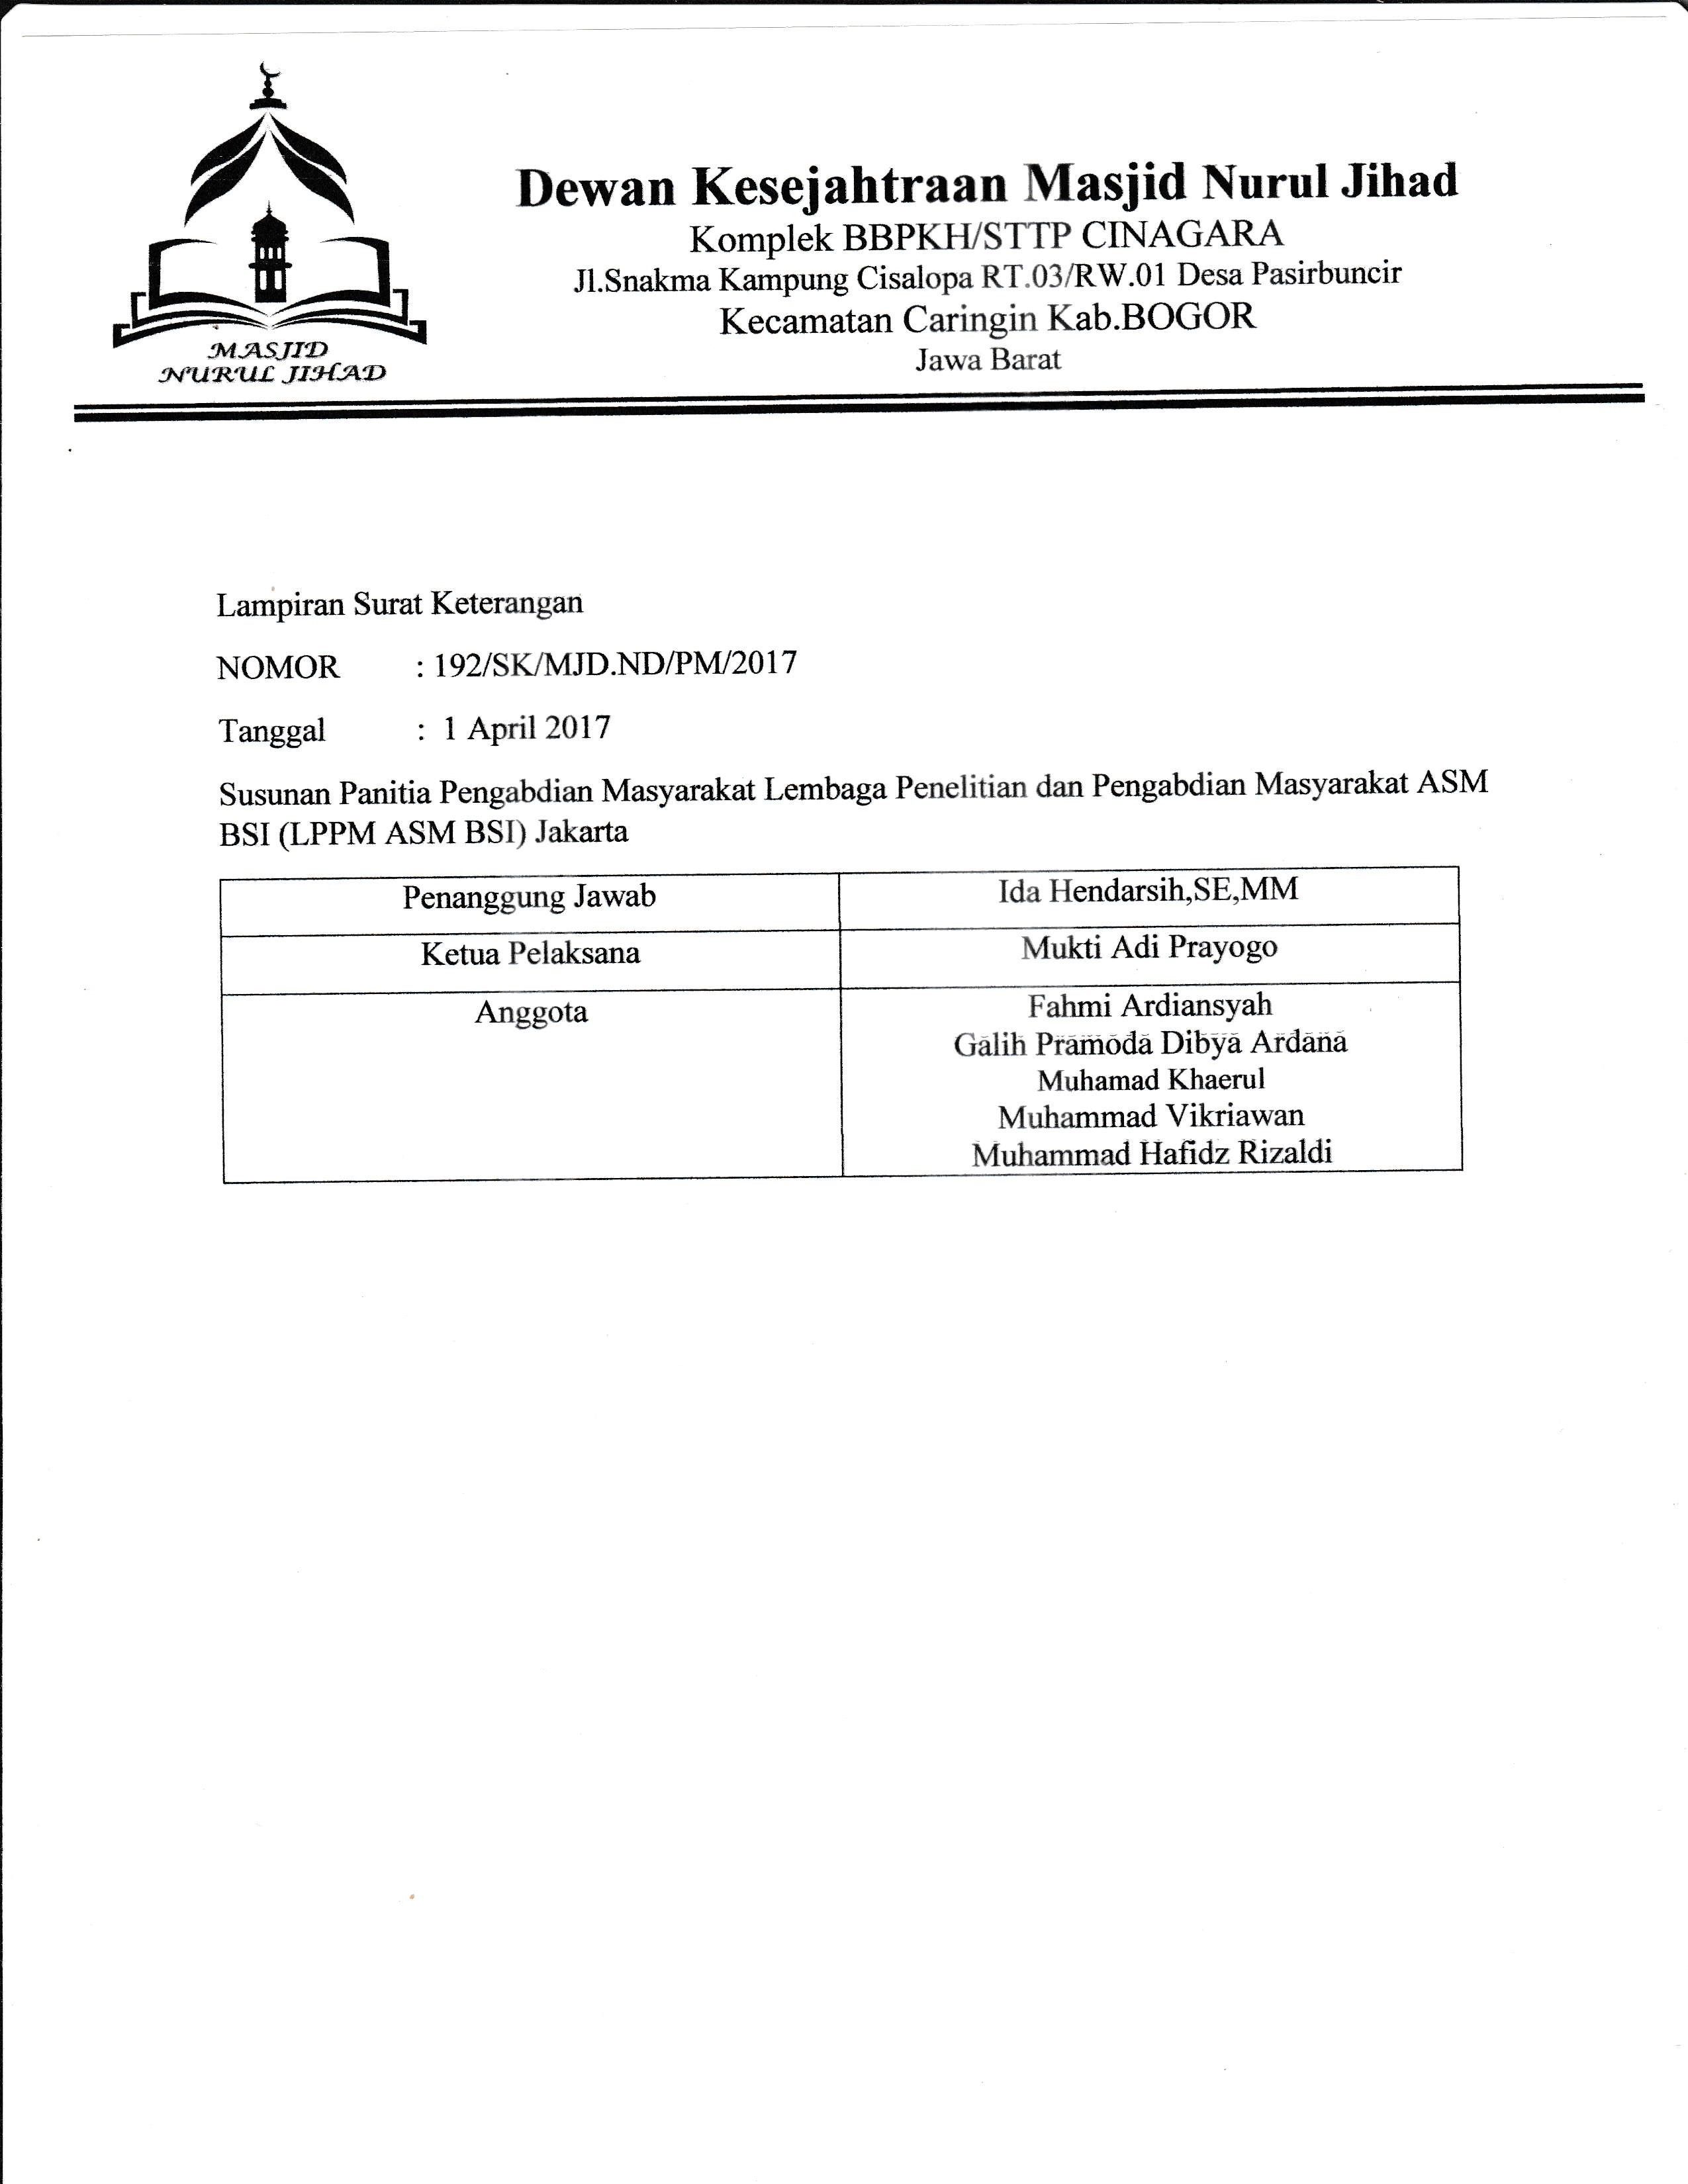 MASJID
NURUL JIHAD
Dewan Kesejahtraan Masjid Nurul Jihad
Komplek BBPKH/STTP CINAGARA
Jl.Snakma Kampung Cisalopa RT.03/RW.01 Desa Pasirbuncir
Kecamatan Caringin Kab.BOGOR
Jawa Barat
Lampiran Surat Keterangan
NOMOR : 192/SK/MJD.ND/PM/2017
Tanggal : 1 April 2017
Susunan Panitia Pengabdian Masyarakat Lembaga Penelitian dan Pengabdian Masyarakat ASM
BSI (LPPM ASM BSI) Jakarta
Penanggung Jawab Ida Hendarsih,SE,MM
Ketua Pelaksana Mukti Adi Prayogo
Anggota Fahmi Ardiansyah
Galih Pramoda Dibya Ardana
Muhamad Khaerul
Muhammad Vikriawan
Muhammad Hafidz Rizaldi